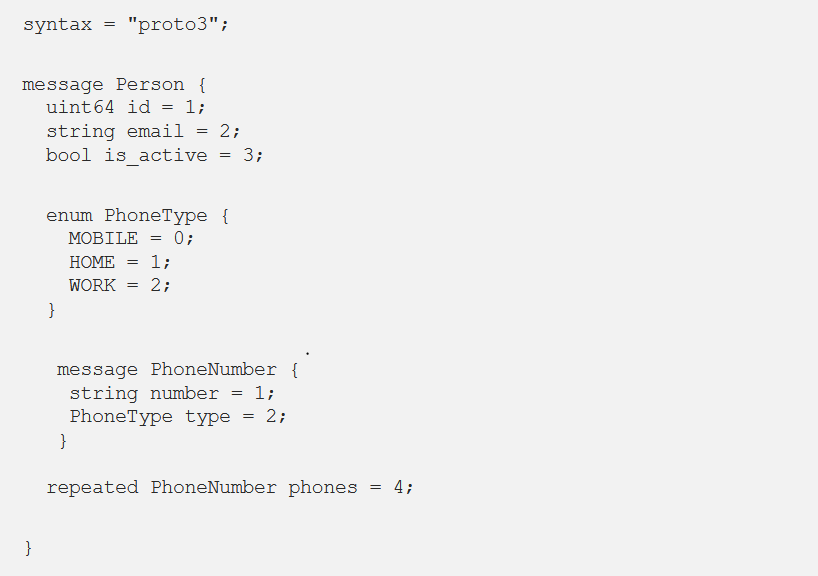 syntax = "proto3";
message Person {
uint64 id = 1;
string email = 2;
bool is_active = 3;
enum PhoneType {
MOBILE = 0;
HOME = 1;
WORK = 2;
}
message PhoneNumber {
string number = 1;
PhoneType type = 2;
}
repeated PhoneNumber phones = 4;
}